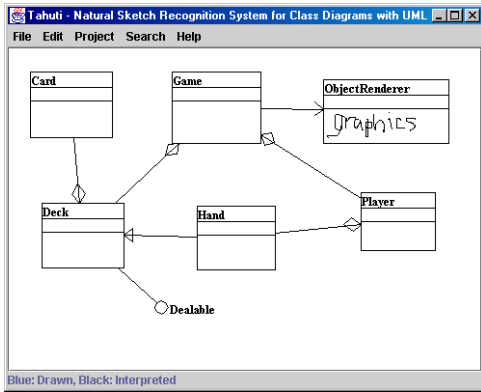 Tahuti - Natural Sketch Recognition System for Class Diagrams with UML
File Edit Project Search Help
Card
Game
ObjectRenderer
graphics
Deck
Hand
Player
Dealable
Blue: Drawn, Black: Interpreted